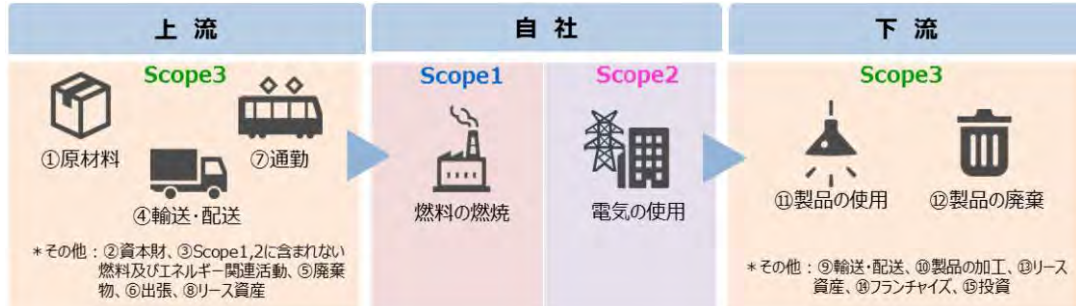 上 流
Scope3
①原材料
⑦通勤
④輸送・配送
＊その他：②資本財、③Scope1,2に含まれない
燃料及びエネルギー関連活動、⑤廃棄
物、⑥出張、⑧リース資産
自 社
Scope1
燃料の燃焼
Scope2
電気の使用
下 流
Scope3
⑪製品の使用
⑫製品の廃棄
＊その他：⑨輸送・配送、⑩製品の加工、⑬リース
資産、⑭フランチャイズ、⑮投資